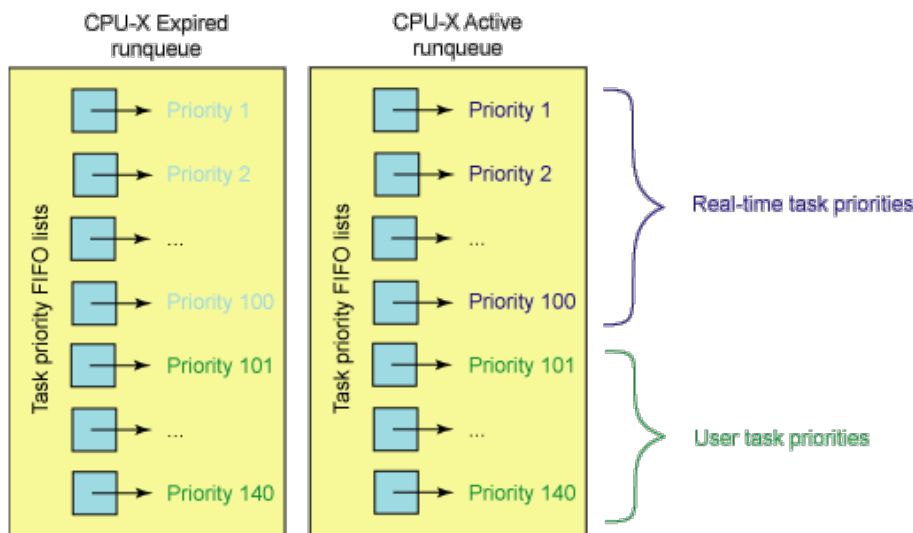 CPU-X Expired
runqueue
Task priority FIFO lists
Priority 1
Priority 2
...
Priority 100
Priority 101
...
Priority 140
CPU-X Active
runqueue
Task priority FIFO lists
Priority 1
Priority 2
...
Priority 100
Priority 101
...
Priority 140
Real-time task priorities
User task priorities